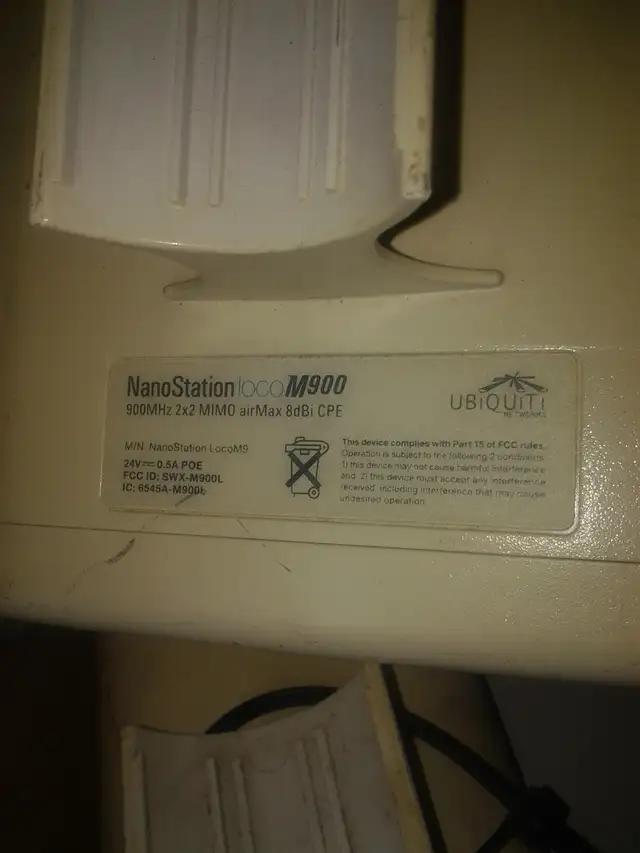 NanoStation locoM900
900MHz 2x2 MIMO airMax 8dBi CPE
UBiQUiTi
NETWORKS
M/N: NanoStation LocoM9
24V⎓0.5A POE
FCC ID: SWX-M900L
IC: 6545A-M900L
This device complies with Part 15 of FCC rules.
Operation is subject to the following 2 conditions
1) this device may not cause harmful interference
and 2) this device must accept any interference
received, including interference that may cause
undesired operation.